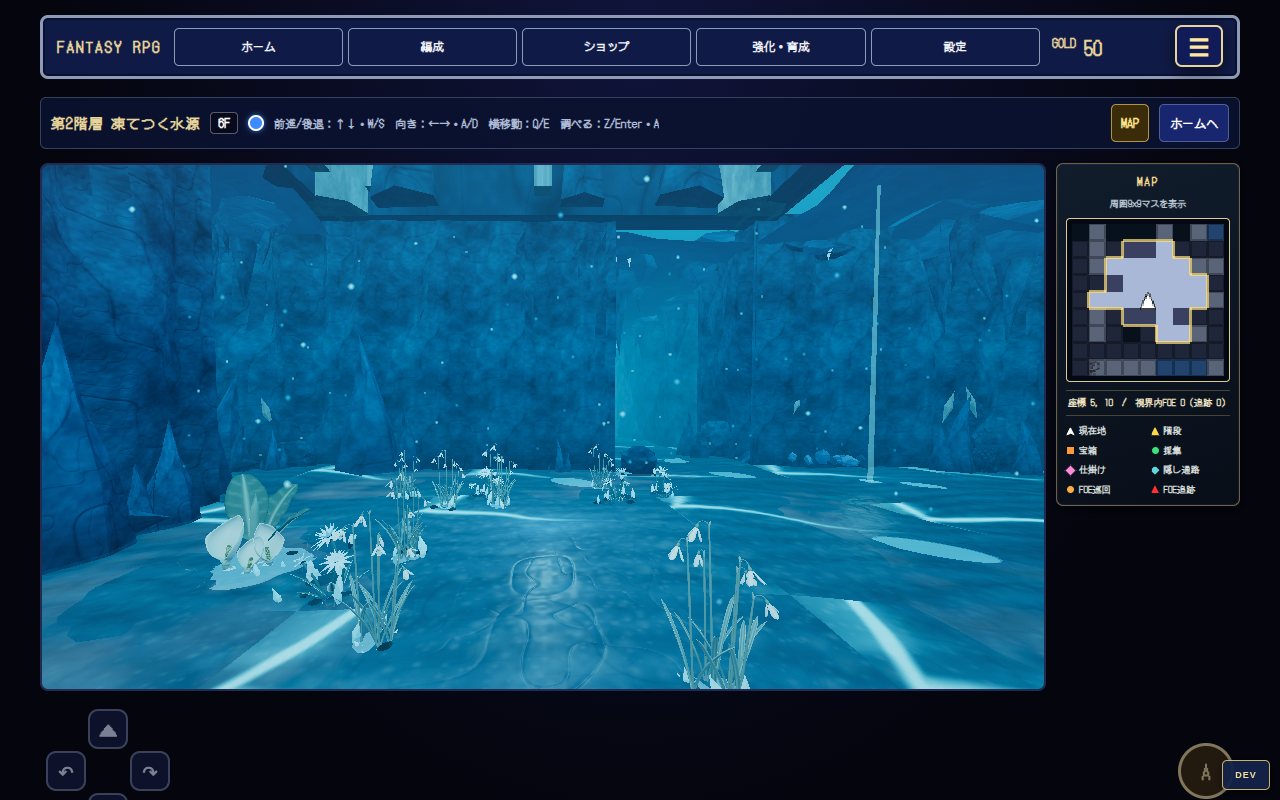 FANTASY RPG
ホーム
編成
ショップ
強化・育成
設定
GOLD 50
第2階層 凍てつく水源
6F
前進/後退：↑↓・W/S 向き：←→・A/D 横移動：Q/E 調べる：Z/Enter・A
MAP
ホームへ
MAP
周囲9x9マスを表示
座標 5, 10 / 視界内FOE 0 (追跡 0)
現在地
階段
宝箱
採集
仕掛け
隠し通路
FOE巡回
FOE追跡
A
DEV